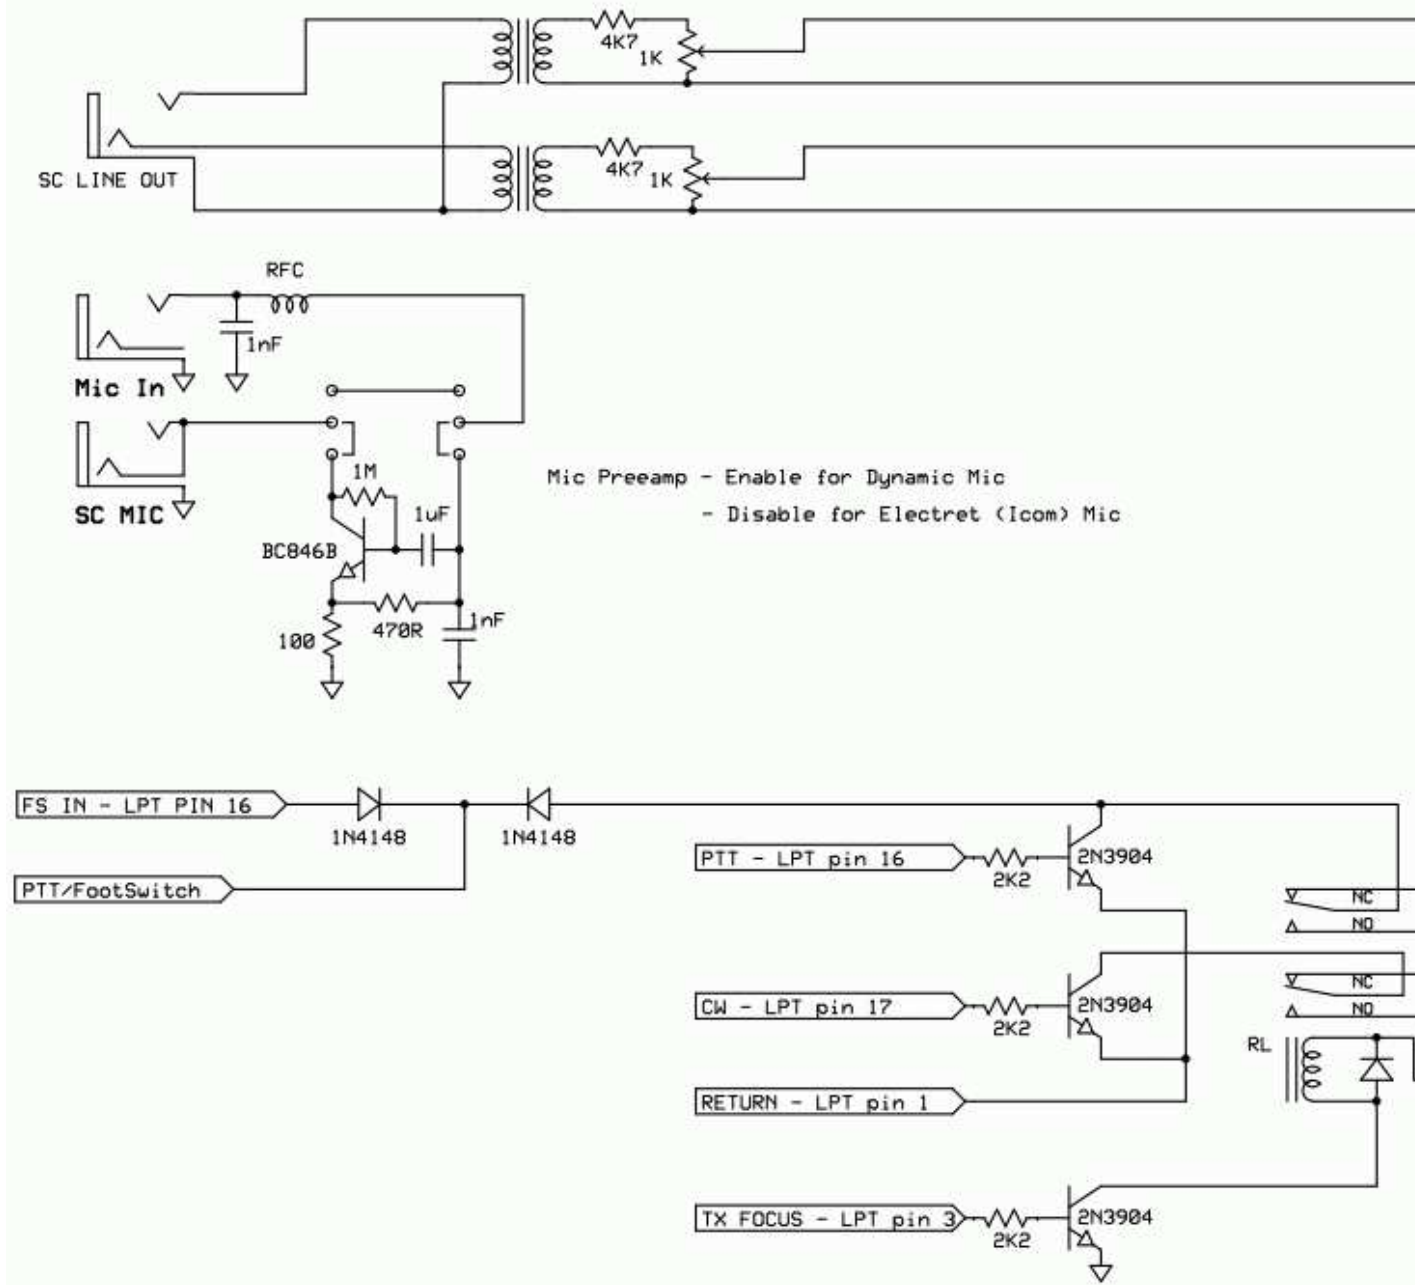 4K7
1K
4K7
1K
SC LINE OUT
RFC
1nF
Mic In
SC MIC
1M
1uF
BC846B
470R
1nF
100
Mic Preeamp - Enable for Dynamic Mic
- Disable for Electret (Icom) Mic
FS IN - LPT PIN 16
1N4148
1N4148
PTT/FootSwitch
PTT - LPT pin 16
2K2
2N3904
NC
NO
CW - LPT pin 17
2K2
2N3904
NC
NO
RL
RETURN - LPT pin 1
TX FOCUS - LPT pin 3
2K2
2N3904